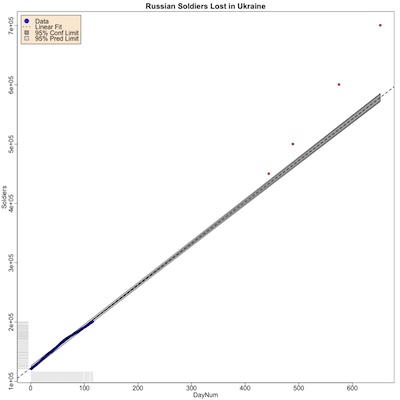 Russian Soldiers Lost in Ukraine
Data
Linear Fit
95% Conf Limit
95% Pred Limit
7e+05
6e+05
5e+05
4e+05
3e+05
2e+05
1e+05
Soldiers
0 100 200 300 400 500 600
DayNum